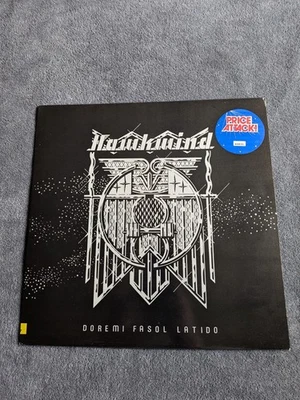 Hawkwind
PRICE
ATTACK!
DOREMI FASOL LATIDO